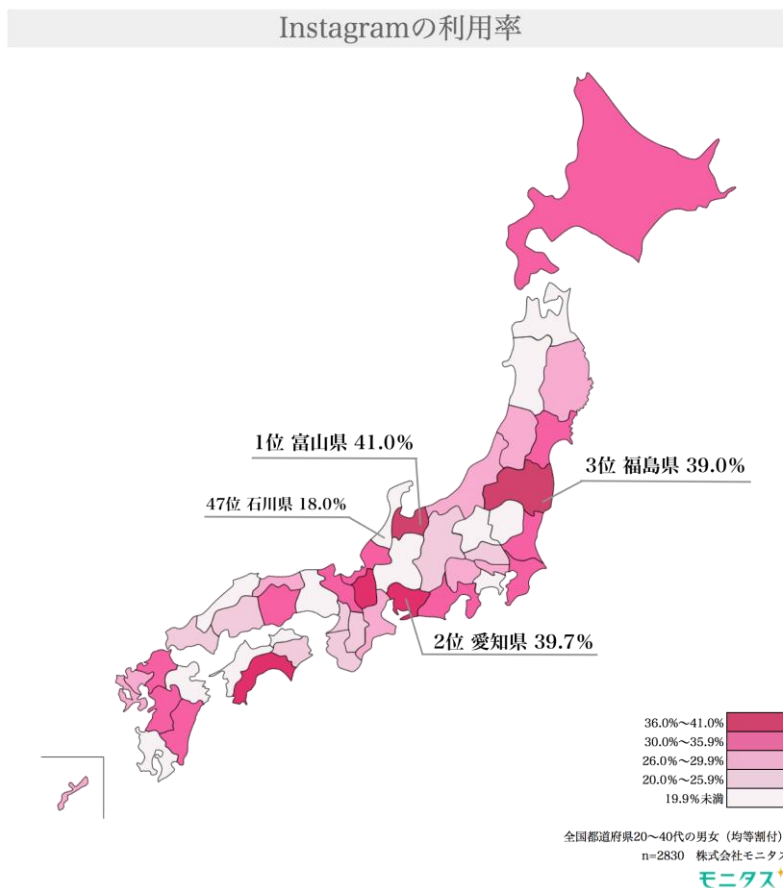 Instagramの利用率
1位 富山県 41.0%
3位 福島県 39.0%
47位 石川県 18.0%
2位 愛知県 39.7%
36.0%〜41.0%
30.0%〜35.9%
26.0%〜29.9%
20.0%〜25.9%
19.9%未満
全国都道府県20〜40代の男女（均等割付）
n=2830 株式会社モニタス
モニタス